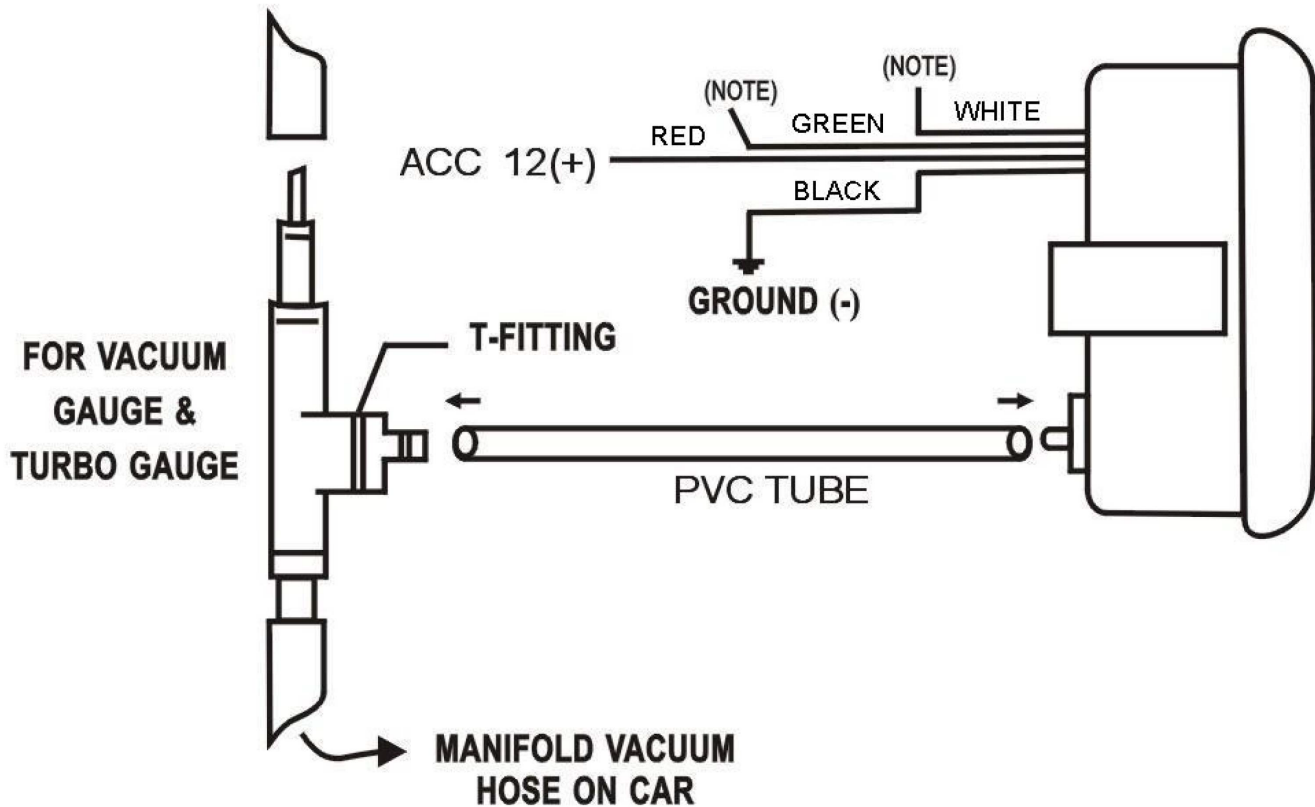 (NOTE)
(NOTE)
RED
GREEN
WHITE
ACC 12(+)
BLACK
GROUND (-)
T-FITTING
FOR VACUUM
GAUGE &
TURBO GAUGE
PVC TUBE
MANIFOLD VACUUM
HOSE ON CAR